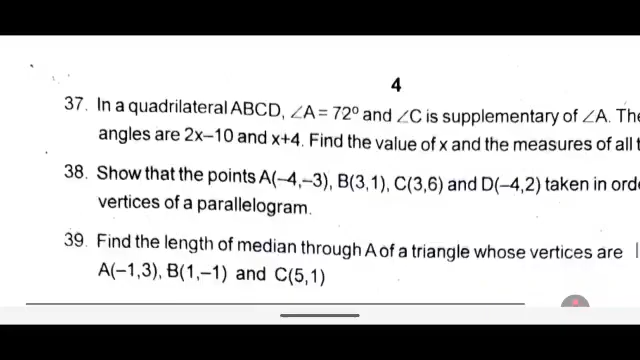 4
37. In a quadrilateral ABCD, ∠A = 72° and ∠C is supplementary of ∠A. The
angles are 2x–10 and x+4. Find the value of x and the measures of all
38. Show that the points A(–4,–3), B(3,1), C(3,6) and D(–4,2) taken in
vertices of a parallelogram.
39. Find the length of median through A of a triangle whose vertices are
A(–1,3), B(1,–1) and C(5,1)